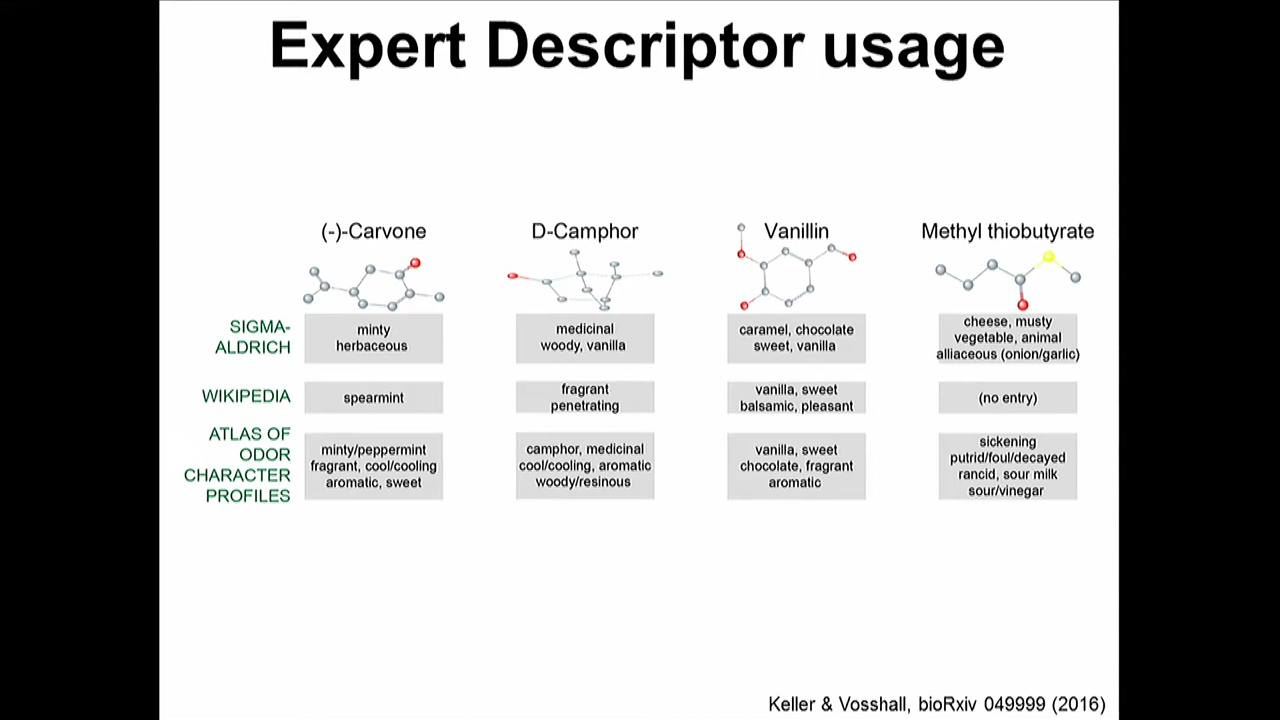 Expert Descriptor usage
(-)-Carvone
D-Camphor
Vanillin
Methyl thiobutyrate
SIGMA-
ALDRICH
minty
herbaceous
medicinal
woody, vanilla
caramel, chocolate
sweet, vanilla
cheese, musty
vegetable, animal
alliaceous (onion/garlic)
WIKIPEDIA
spearmint
fragrant
penetrating
vanilla, sweet
balsamic, pleasant
(no entry)
ATLAS OF
ODOR
CHARACTER
PROFILES
minty/peppermint
fragrant, cool/cooling
aromatic, sweet
camphor, medicinal
cool/cooling, aromatic
woody/resinous
vanilla, sweet
chocolate, fragrant
aromatic
sickening
putrid/foul/decayed
rancid, sour milk
sour/vinegar
Keller & Vosshall, bioRxiv 049999 (2016)